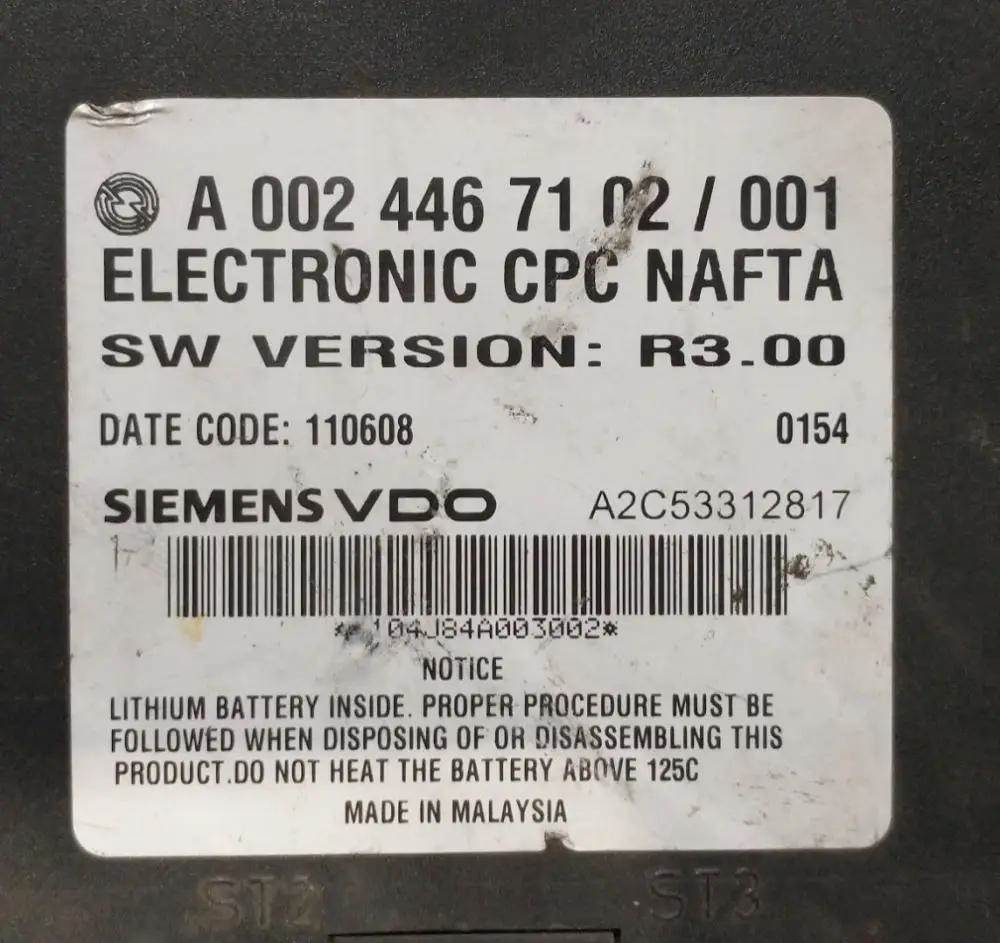 A 002 446 71 02 / 001
ELECTRONIC CPC NAFTA
SW VERSION: R3.00
DATE CODE: 110608 0154
SIEMENS VDO A2C53312817
104J84A003002*
NOTICE
LITHIUM BATTERY INSIDE. PROPER PROCEDURE MUST BE
FOLLOWED WHEN DISPOSING OF OR DISASSEMBLING THIS
PRODUCT.DO NOT HEAT THE BATTERY ABOVE 125C
MADE IN MALAYSIA
ST2 ST3